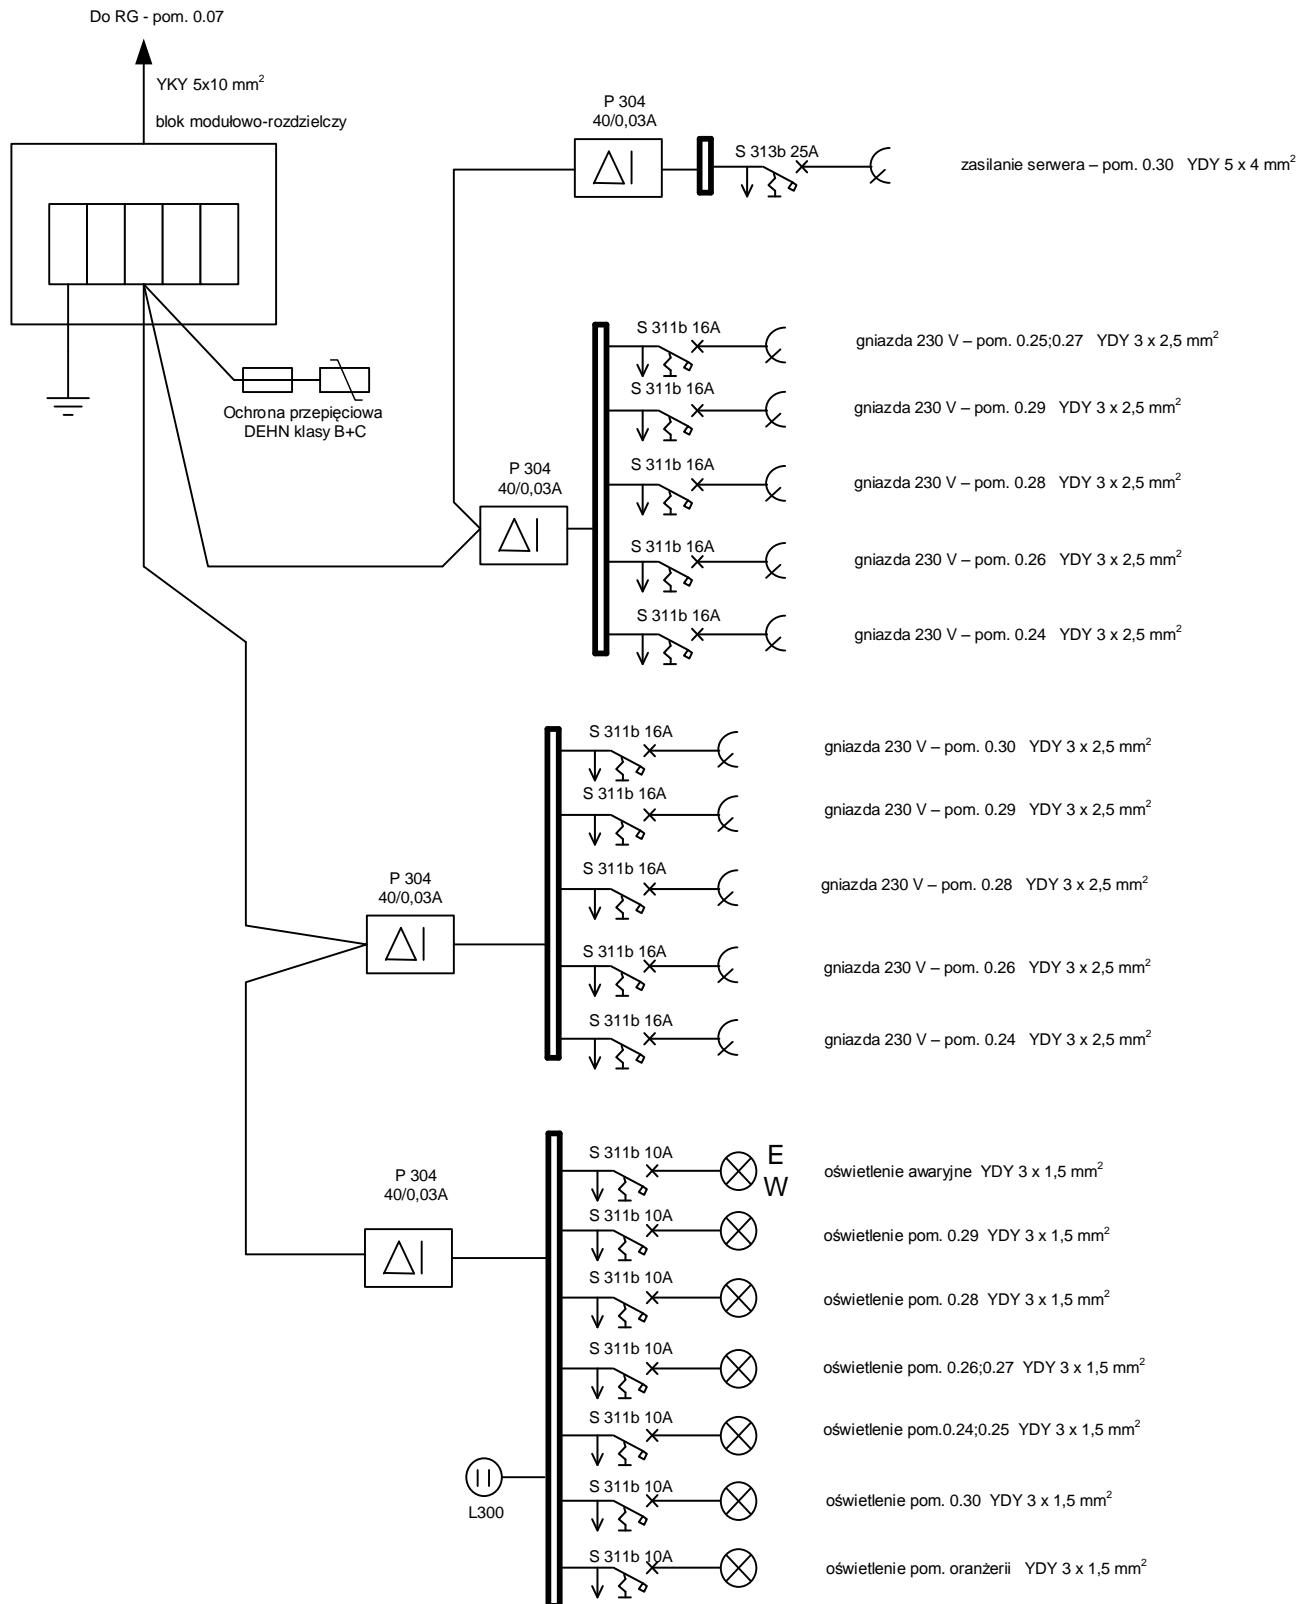 Do RG - pom. 0.07
YKY 5x10 mm²
blok modułowo-rozdzielczy
P 304
40/0,03A
S 313b 25A
zasilanie serwera – pom. 0.30 YDY 5 x 4 mm²
Ochrona przepięciowa
DEHN klasy B+C
P 304
40/0,03A
S 311b 16A
gniazda 230 V – pom. 0.25;0.27 YDY 3 x 2,5 mm²
S 311b 16A
gniazda 230 V – pom. 0.29 YDY 3 x 2,5 mm²
S 311b 16A
gniazda 230 V – pom. 0.28 YDY 3 x 2,5 mm²
S 311b 16A
gniazda 230 V – pom. 0.26 YDY 3 x 2,5 mm²
S 311b 16A
gniazda 230 V – pom. 0.24 YDY 3 x 2,5 mm²
P 304
40/0,03A
S 311b 16A
gniazda 230 V – pom. 0.30 YDY 3 x 2,5 mm²
S 311b 16A
gniazda 230 V – pom. 0.29 YDY 3 x 2,5 mm²
S 311b 16A
gniazda 230 V – pom. 0.28 YDY 3 x 2,5 mm²
S 311b 16A
gniazda 230 V – pom. 0.26 YDY 3 x 2,5 mm²
S 311b 16A
gniazda 230 V – pom. 0.24 YDY 3 x 2,5 mm²
P 304
40/0,03A
S 311b 10A
E
W
oświetlenie awaryjne YDY 3 x 1,5 mm²
S 311b 10A
oświetlenie pom. 0.29 YDY 3 x 1,5 mm²
S 311b 10A
oświetlenie pom. 0.28 YDY 3 x 1,5 mm²
S 311b 10A
oświetlenie pom. 0.26;0.27 YDY 3 x 1,5 mm²
S 311b 10A
oświetlenie pom.0.24;0.25 YDY 3 x 1,5 mm²
L300
S 311b 10A
oświetlenie pom. 0.30 YDY 3 x 1,5 mm²
S 311b 10A
oświetlenie pom. oranżerii YDY 3 x 1,5 mm²